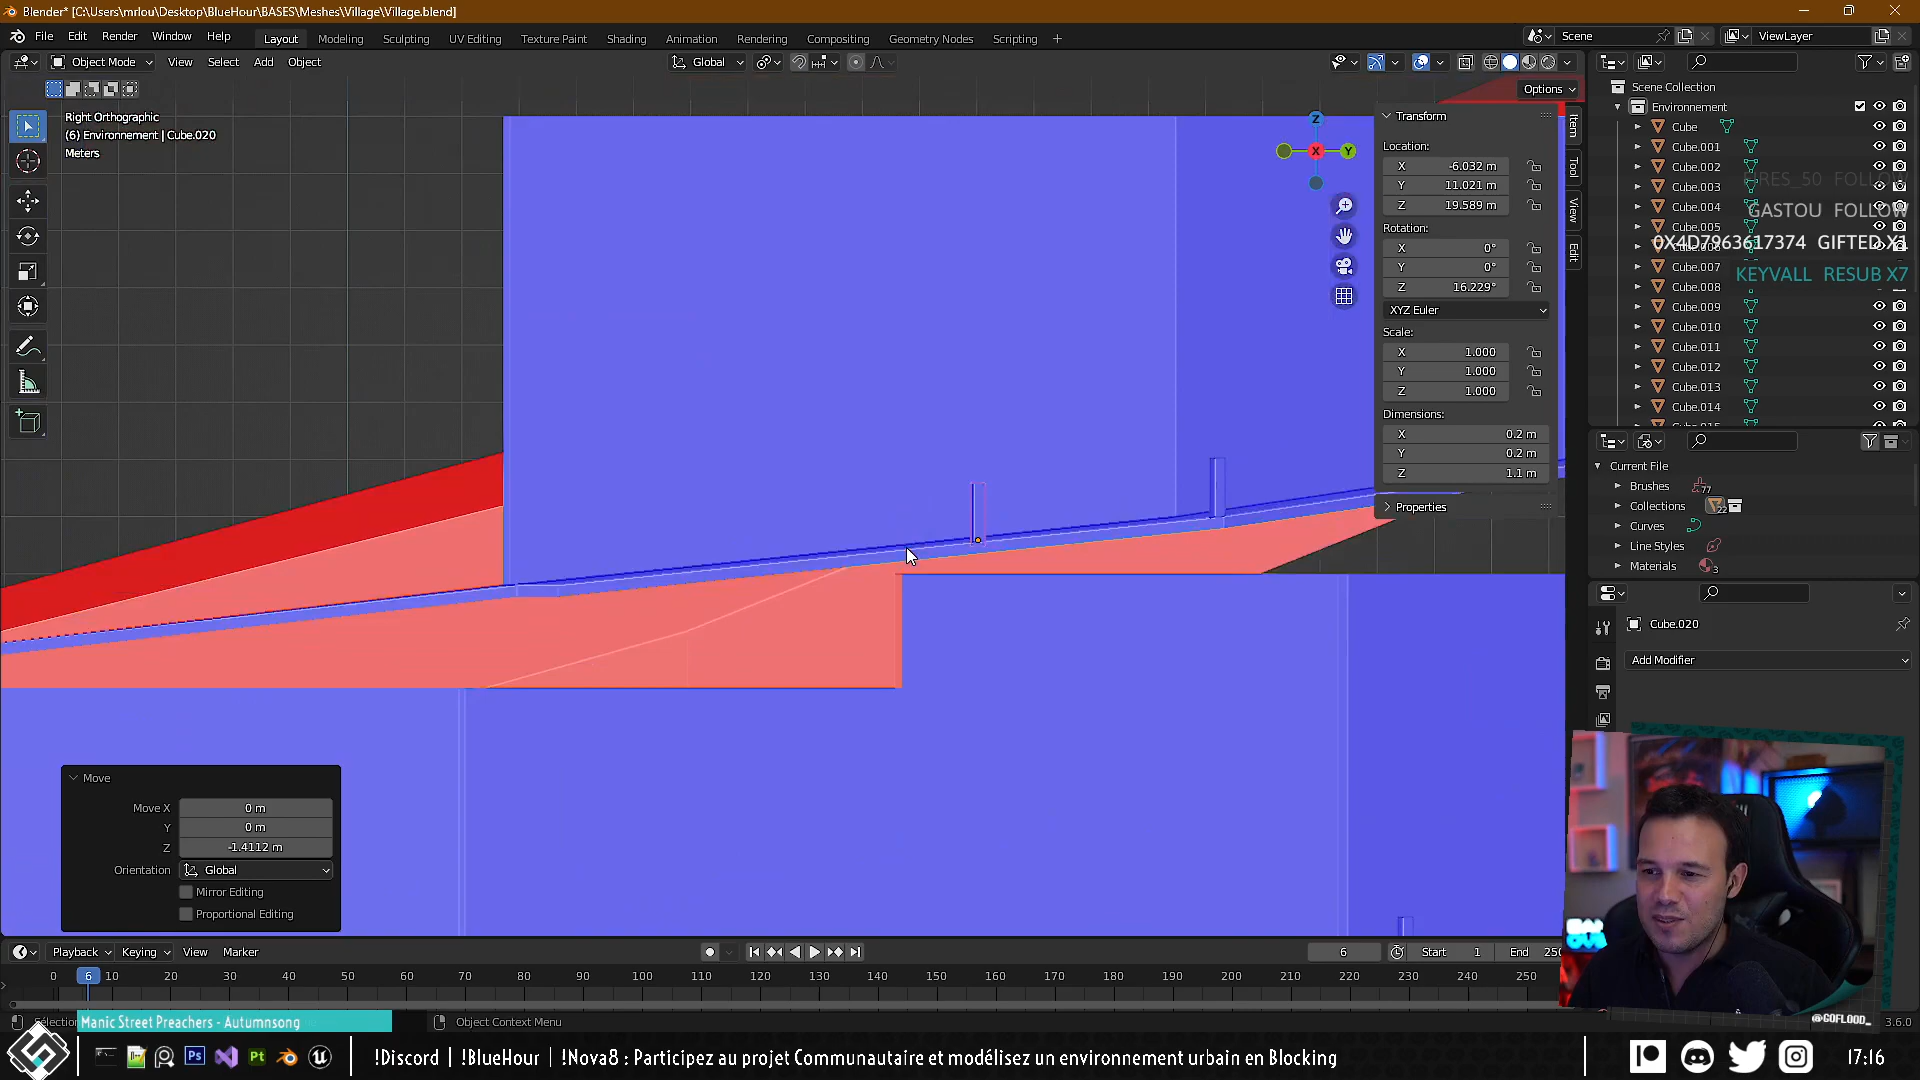 Blender* [C:\Users\mrlou\Desktop\BlueHour\BASES\Meshes\Village\Village.blend]
File Edit Render Window Help Layout Modeling Sculpting UV Editing Texture Paint Shading Animation Rendering Compositing Geometry Nodes Scripting + Scene ViewLayer
Object Mode View Select Add Object Global
Options
Right Orthographic
(6) Environnement | Cube.020
Meters
Z
X
Y
Transform
Location:
X -6.032 m
Y 11.021 m
Z 19.589 m
Rotation:
X 0°
Y 0°
Z 16.229°
XYZ Euler
Scale:
X 1.000
Y 1.000
Z 1.000
Dimensions:
X 0.2 m
Y 0.2 m
Z 1.1 m
Properties
Item
Tool
View
Edit
Scene Collection
Environnement
Cube
Cube.001
Cube.002
Cube.003
Cube.004
Cube.005
Cube.007
Cube.008
Cube.009
Cube.010
Cube.011
Cube.012
Cube.013
Cube.014
FOLLOW
GASTOU FOLLOW
0X4D7963617374 GIFTED X1
KEYVALL RESUB X7
Current File
Brushes 77
Collections 22
Curves
Line Styles
Materials 3
Cube.020
Add Modifier
Move
Move X 0 m
Y 0 m
Z -1.4112 m
Orientation Global
Mirror Editing
Proportional Editing
Playback Keying View Marker 6 Start 1 End 250
0 6 10 20 30 40 50 60 70 80 90 100 110 120 130 140 150 160 170 180 190 200 210 220 230 240 250
Manic Street Preachers - Autumnsong
Object Context Menu
@GOFLOOD_
3.6.0
!Discord | !BlueHour | !Nova8 : Participez au projet Communautaire et modélisez un environnement urbain en Blocking
17:16